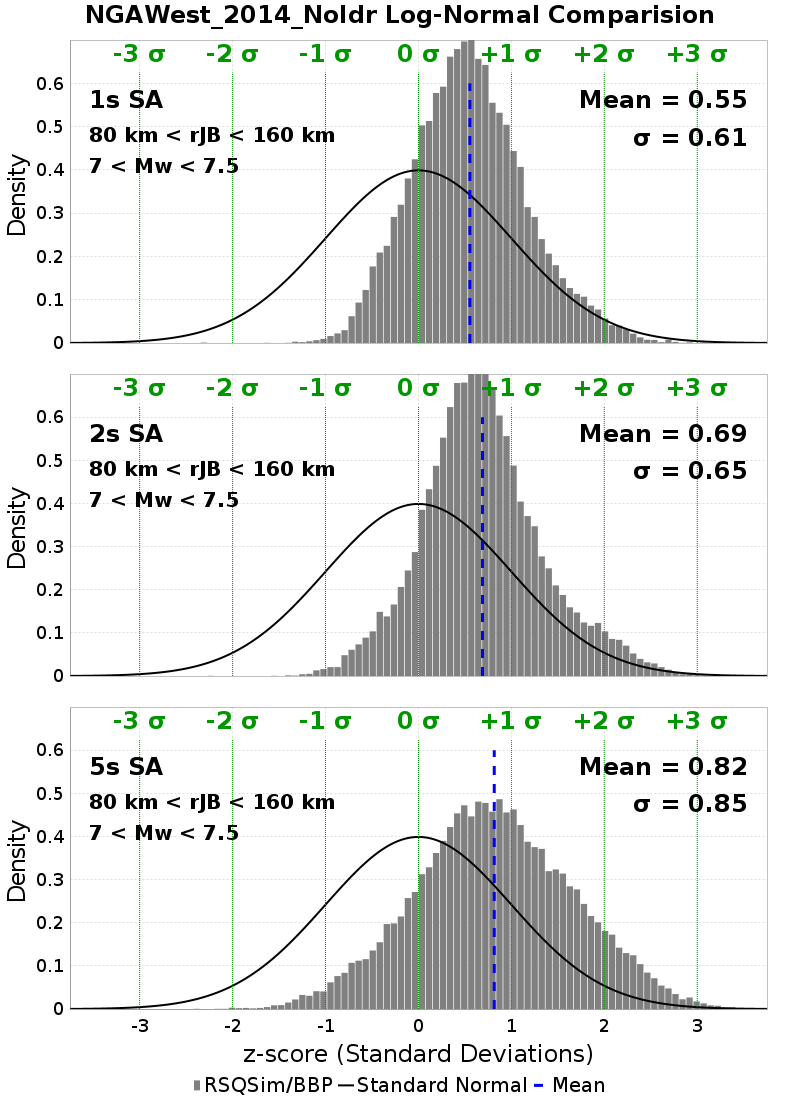 NGAWest_2014_NoIdr Log-Normal Comparision
-3 σ -2 σ -1 σ 0 σ +1 σ +2 σ +3 σ
1s SA Mean = 0.55
80 km < rJB < 160 km σ = 0.61
7 < Mw < 7.5
Density
0.6
0.5
0.4
0.3
0.2
0.1
0
-3 σ -2 σ -1 σ 0 σ +1 σ +2 σ +3 σ
2s SA Mean = 0.69
80 km < rJB < 160 km σ = 0.65
7 < Mw < 7.5
Density
0.6
0.5
0.4
0.3
0.2
0.1
0
-3 σ -2 σ -1 σ 0 σ +1 σ +2 σ +3 σ
5s SA Mean = 0.82
80 km < rJB < 160 km σ = 0.85
7 < Mw < 7.5
Density
0.6
0.5
0.4
0.3
0.2
0.1
0
-3 -2 -1 0 1 2 3
z-score (Standard Deviations)
RSQSim/BBP Standard Normal Mean